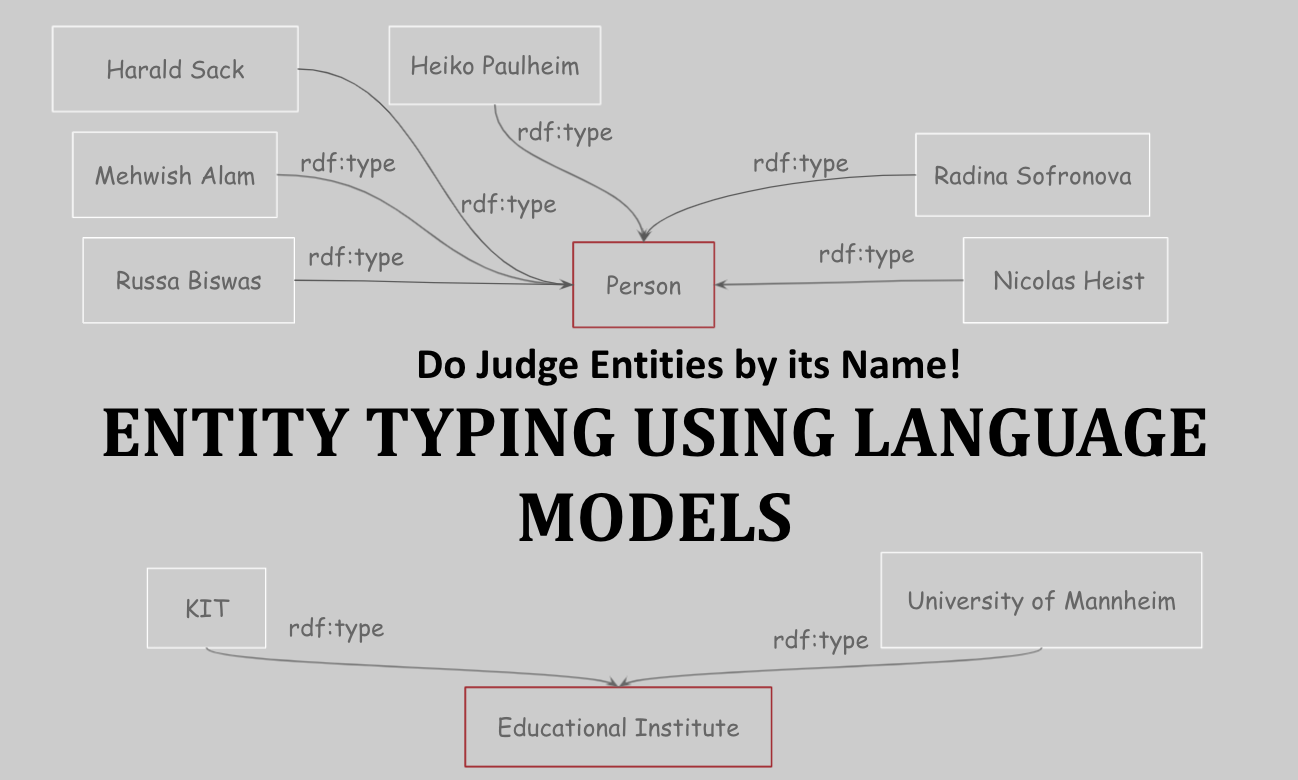 Harald Sack
Heiko Paulheim
rdf:type
Mehwish Alam
rdf:type
rdf:type
Radina Sofronova
rdf:type
Russa Biswas
rdf:type
Person
rdf:type
Nicolas Heist
Do Judge Entities by its Name!
ENTITY TYPING USING LANGUAGE
MODELS
KIT
rdf:type
University of Mannheim
rdf:type
Educational Institute